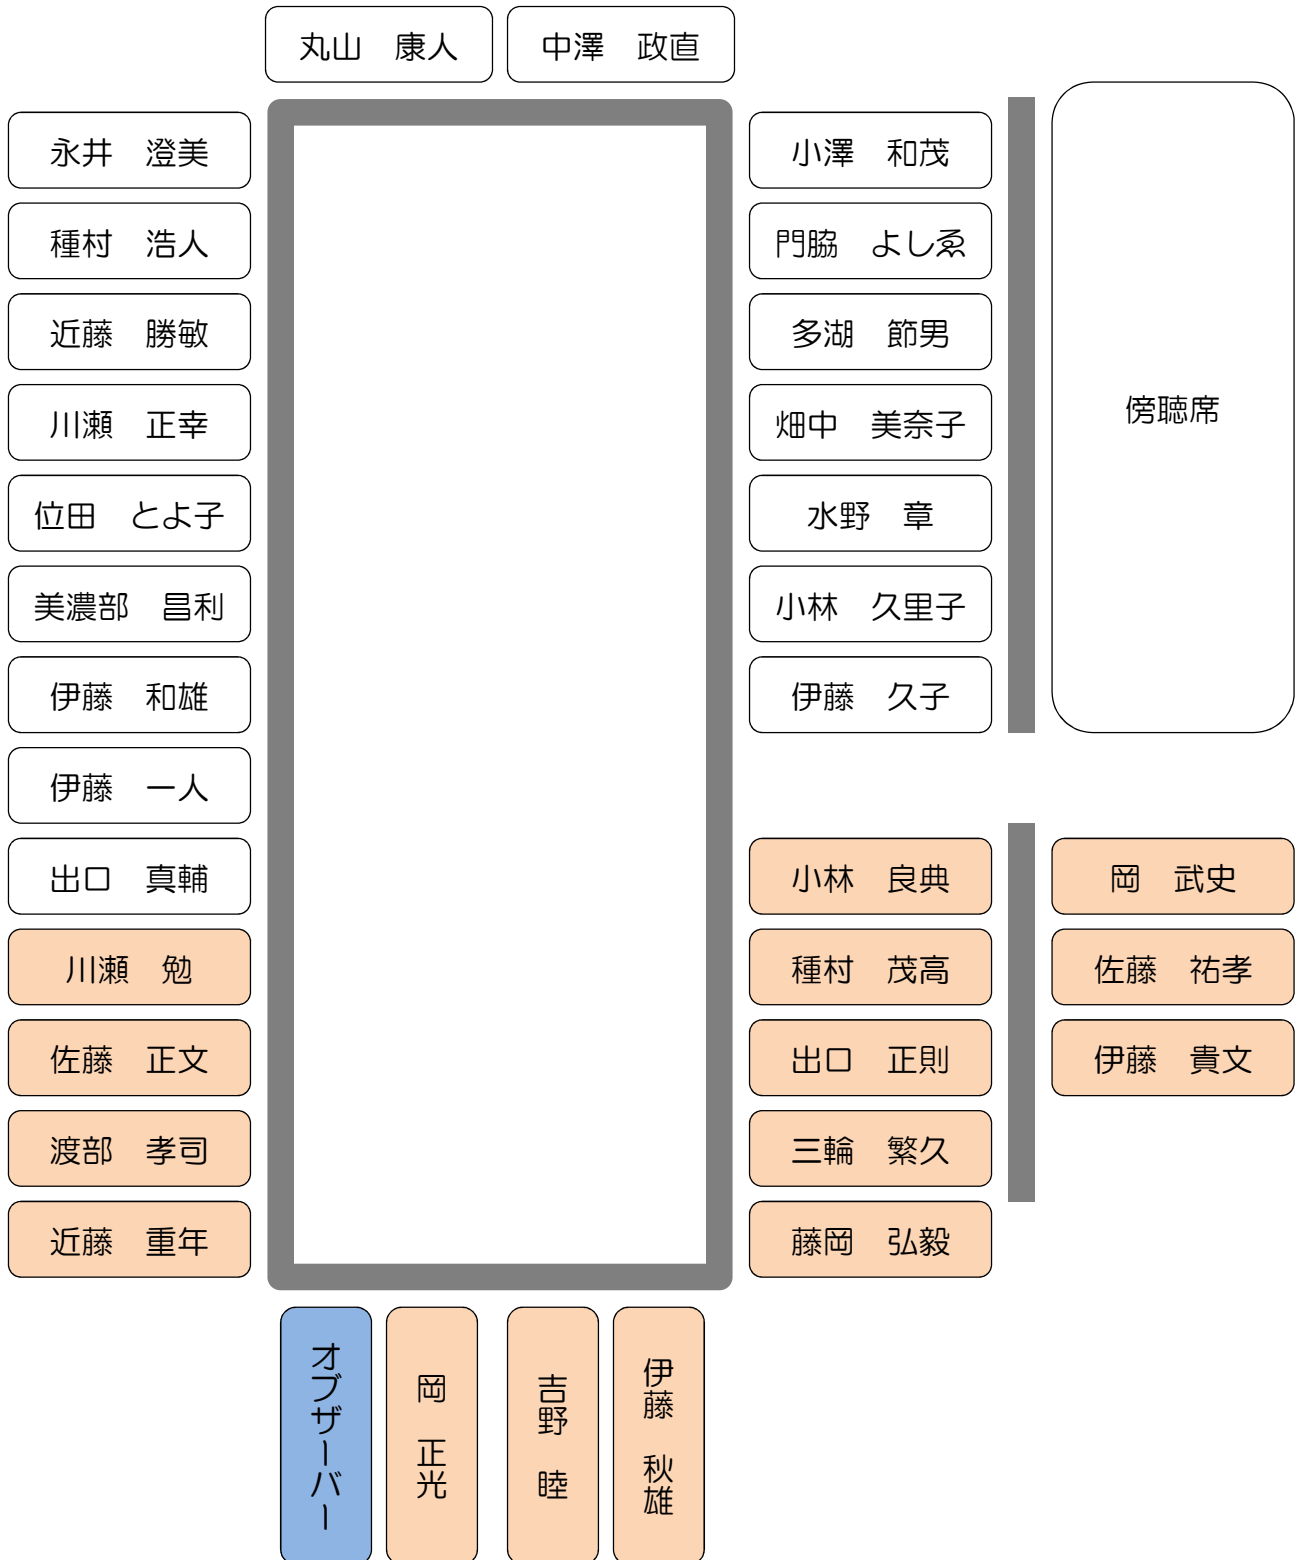 丸山　康人
中澤　政直
永井　澄美
種村　浩人
近藤　勝敏
川瀬　正幸
位田　とよ子
美濃部　昌利
伊藤　和雄
伊藤　一人
出口　真輔
川瀬　勉
佐藤　正文
渡部　孝司
近藤　重年
小澤　和茂
門脇　よしゑ
多湖　節男
畑中　美奈子
水野　章
小林　久里子
伊藤　久子
小林　良典
種村　茂高
出口　正則
三輪　繁久
藤岡　弘毅
傍聴席
岡　武史
佐藤　祐孝
伊藤　貴文
オブザーバー
岡　正光
吉野　睦
伊藤　秋雄